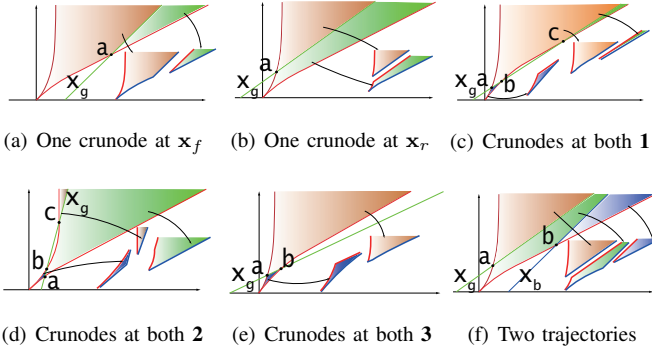 a
x_g
a
x_g
c
a
x_g
b
(a) One crunode at x_f
(b) One crunode at x_r
(c) Crunodes at both 1
c
x_g
b
a
a
x_g
b
a
x_g
b
x_b
(d) Crunodes at both 2
(e) Crunodes at both 3
(f) Two trajectories